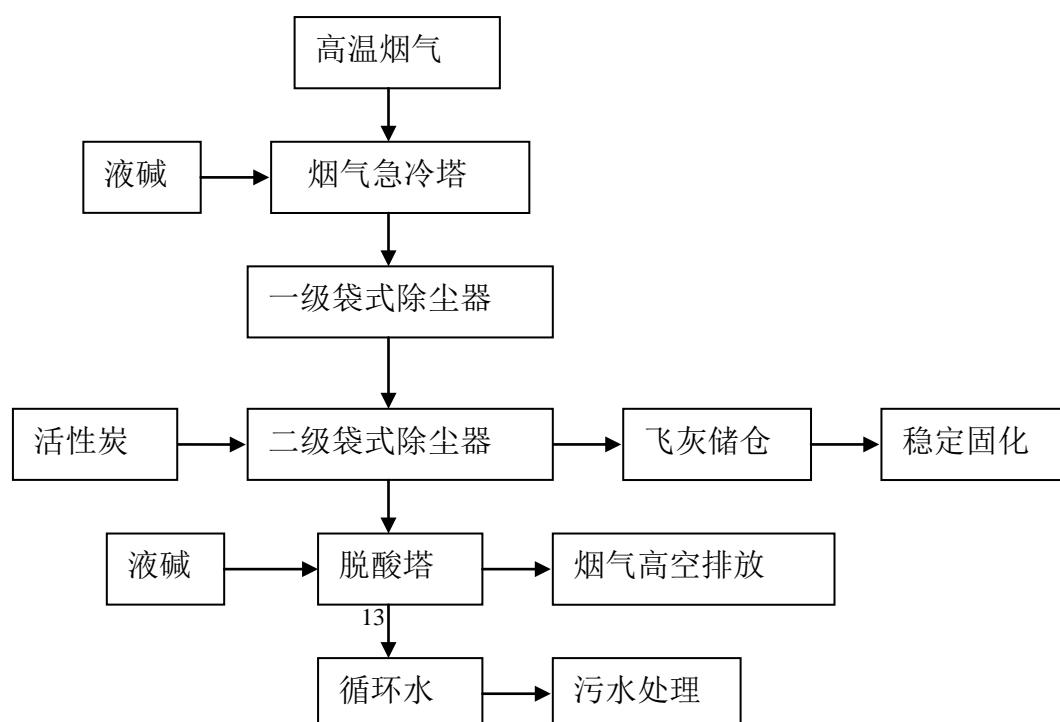 高温烟气
液碱
烟气急冷塔
一级袋式除尘器
活性炭
二级袋式除尘器
飞灰储仓
稳定固化
液碱
脱酸塔
烟气高空排放
13
循环水
污水处理